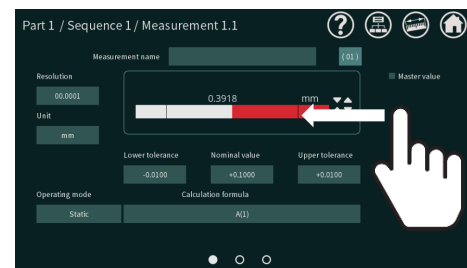 Part 1 / Sequence 1 / Measurement 1.1
Measurement name
(01)
Resolution
Master value
00.0001
0.3918 mm
Unit
mm
Lower tolerance Nominal value Upper tolerance
-0.0100 +0.1000 +0.0100
Operating mode Calculation formula
Static A(1)